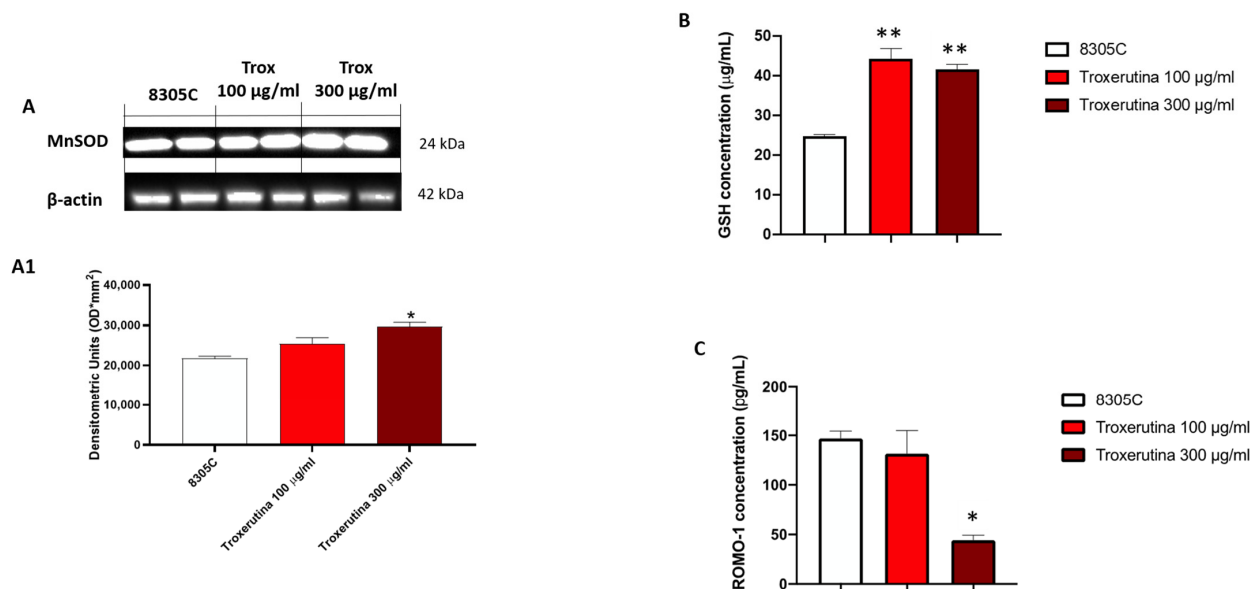 A
8305C
Trox
100 µg/ml
Trox
300 µg/ml
MnSOD
24 kDa
β-actin
42 kDa
A1
Densitometric Units (OD*mm²)
40,000
30,000
20,000
10,000
0
*
8305C
Troxerutina 100 µg/ml
Troxerutina 300 µg/ml
B
GSH concentration (µg/mL)
50
40
30
20
10
0
**
**
8305C
Troxerutina 100 µg/ml
Troxerutina 300 µg/ml
C
ROMO-1 concentration (pg/mL)
200
150
100
50
0
*
8305C
Troxerutina 100 µg/ml
Troxerutina 300 µg/ml